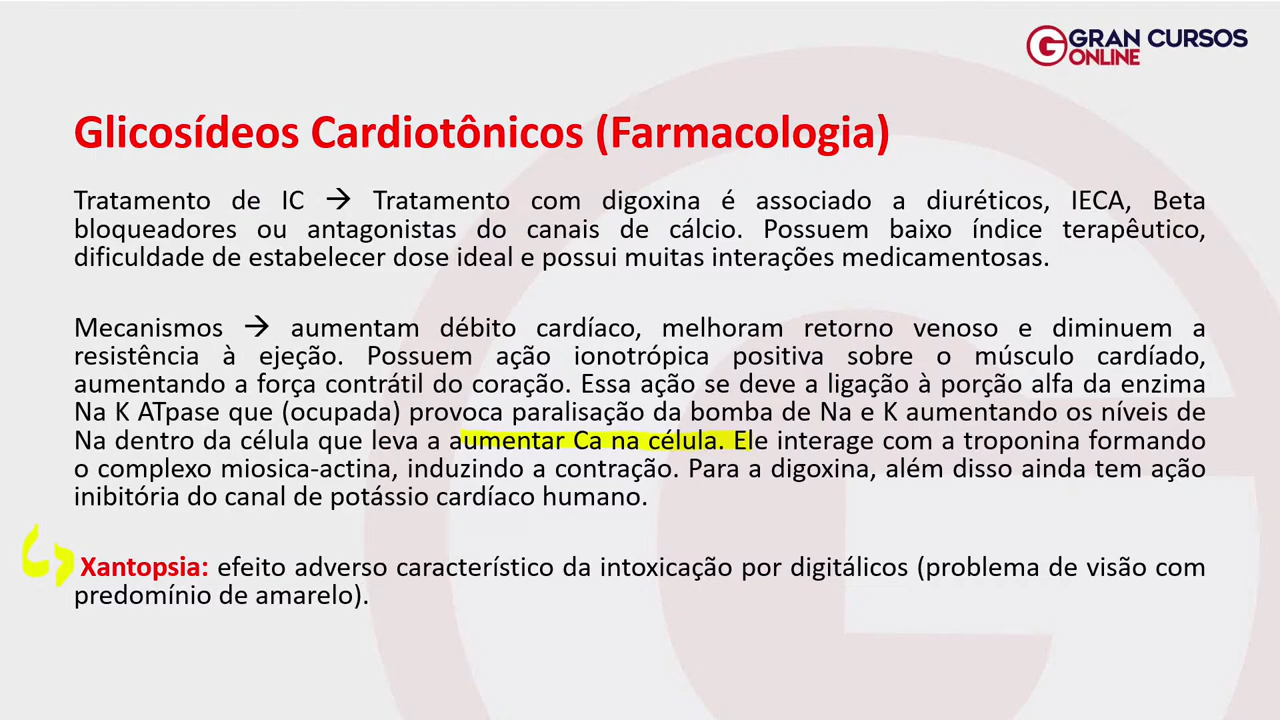 GRAN CURSOS
ONLINE
Glicosídeos Cardiotônicos (Farmacologia)
Tratamento de IC → Tratamento com digoxina é associado a diuréticos, IECA, Beta
bloqueadores ou antagonistas do canais de cálcio. Possuem baixo índice terapêutico,
dificuldade de estabelecer dose ideal e possui muitas interações medicamentosas.
Mecanismos → aumentam débito cardíaco, melhoram retorno venoso e diminuem a
resistência à ejeção. Possuem ação ionotrópica positiva sobre o músculo cardíado,
aumentando a força contrátil do coração. Essa ação se deve a ligação à porção alfa da enzima
Na K ATpase que (ocupada) provoca paralisação da bomba de Na e K aumentando os níveis de
Na dentro da célula que leva a aumentar Ca na célula. Ele interage com a troponina formando
o complexo miosica-actina, induzindo a contração. Para a digoxina, além disso ainda tem ação
inibitória do canal de potássio cardíaco humano.
Xantopsia: efeito adverso característico da intoxicação por digitálicos (problema de visão com
predomínio de amarelo).